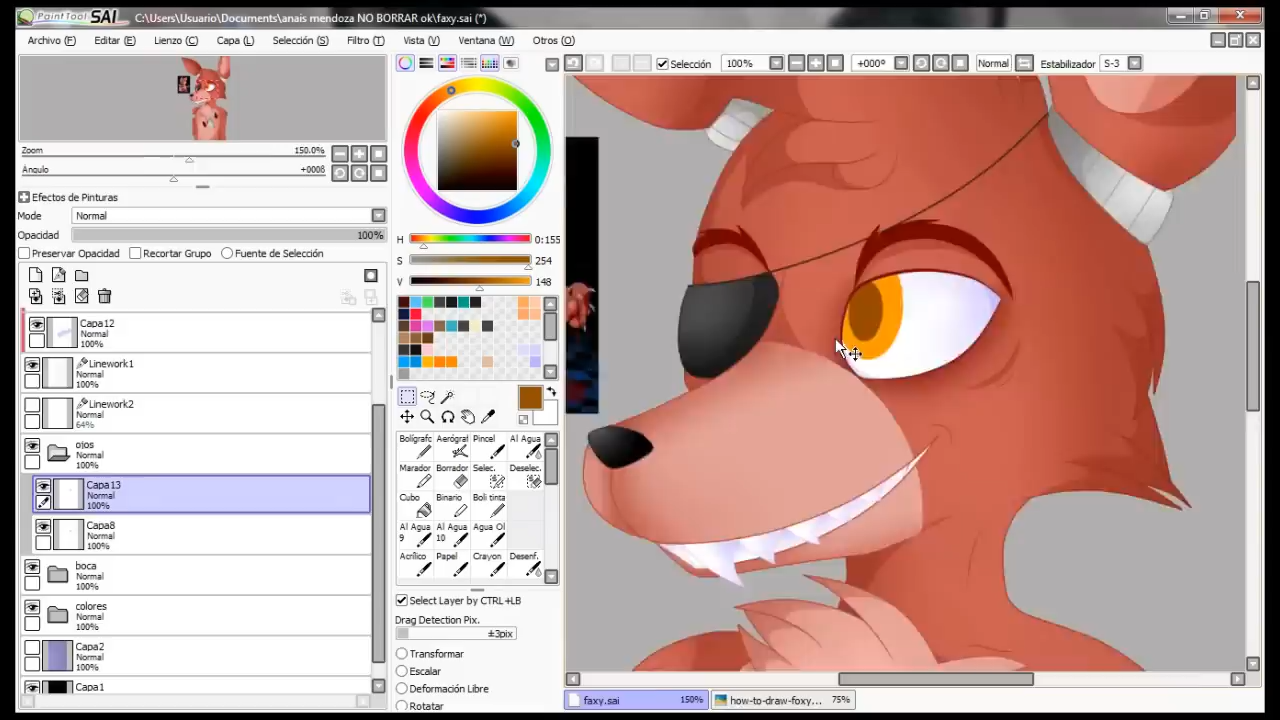 PaintTool SAI C:\Users\Usuario\Documents\anais mendoza NO BORRAR ok\faxy.sai (*)
Archivo (F) Editar (E) Lienzo (C) Capa (L) Selección (S) Filtro (T) Vista (V) Ventana (W) Otros (O)
Selección 100% +000º Normal Estabilizador S-3
Zoom 150.0%
Ángulo +000ß
Efectos de Pinturas
Mode Normal
Opacidad 100%
Preservar Opacidad Recortar Grupo Fuente de Selección
Capa12
Normal
100%
Linework1
Normal
100%
Linework2
Normal
64%
ojos
Normal
100%
Capa13
Normal
100%
Capa8
Normal
100%
boca
Normal
100%
colores
Normal
100%
Capa2
Normal
100%
Capa1
H 0:155
S 254
V 148
Bolígrafc Aerógraf Pincel Al Agua
Marador Borrador Selec. Deselec.
Cubo Binario Boli tinta
Al Agua 9 Al Agua 10 Agua Ol
Acrílico Papel Crayon Desenf.
Select Layer by CTRL+LB
Drag Detection Pix.
±3pix
Transformar
Escalar
Deformación Libre
Rotatar
faxy.sai 150% how-to-draw-foxy... 75%